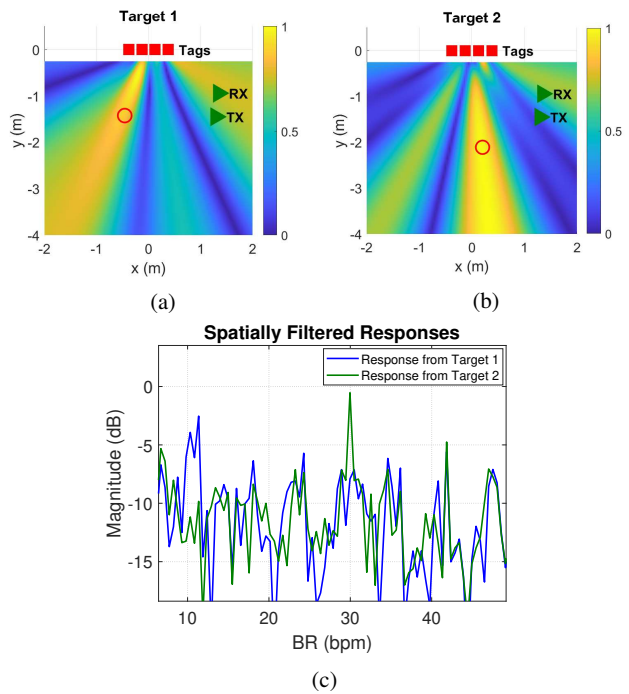 Target 1
Tags
RX
TX
0
-1
-2
-3
-4
y (m)
-2
-1
0
1
2
x (m)
1
0.5
0
(a)
Target 2
Tags
RX
TX
0
-1
-2
-3
-4
y (m)
-2
-1
0
1
2
x (m)
1
0.5
0
(b)
Spatially Filtered Responses
Response from Target 1
Response from Target 2
0
-5
-10
-15
Magnitude (dB)
10
20
30
40
BR (bpm)
(c)